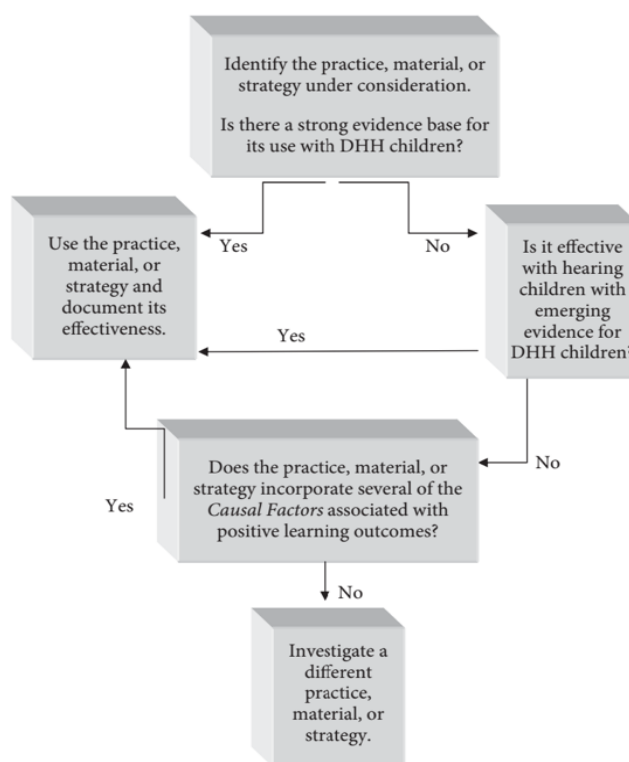 Identify the practice, material, or
strategy under consideration.
Is there a strong evidence base for
its use with DHH children?
Yes
No
Use the practice,
material, or
strategy and
document its
effectiveness.
Is it effective
with hearing
children with
emerging
evidence for
DHH children?
Yes
No
Does the practice, material, or
strategy incorporate several of the
Causal Factors associated with
positive learning outcomes?
Yes
No
Investigate a
different
practice,
material, or
strategy.